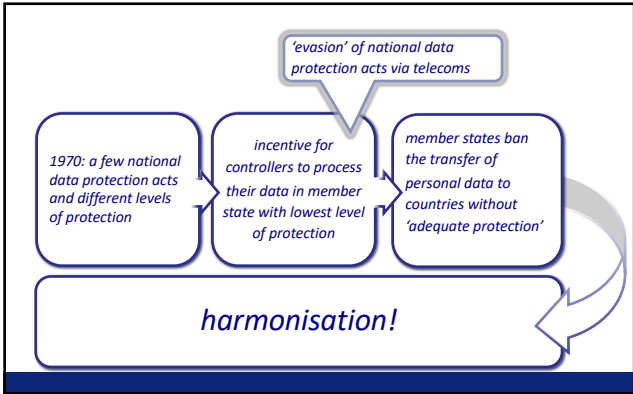 ‘evasion’ of national data
protection acts via telecoms
1970: a few national
data protection acts
and different levels
of protection
incentive for
controllers to process
their data in member
state with lowest level
of protection
member states ban
the transfer of
personal data to
countries without
‘adequate protection’
harmonisation!